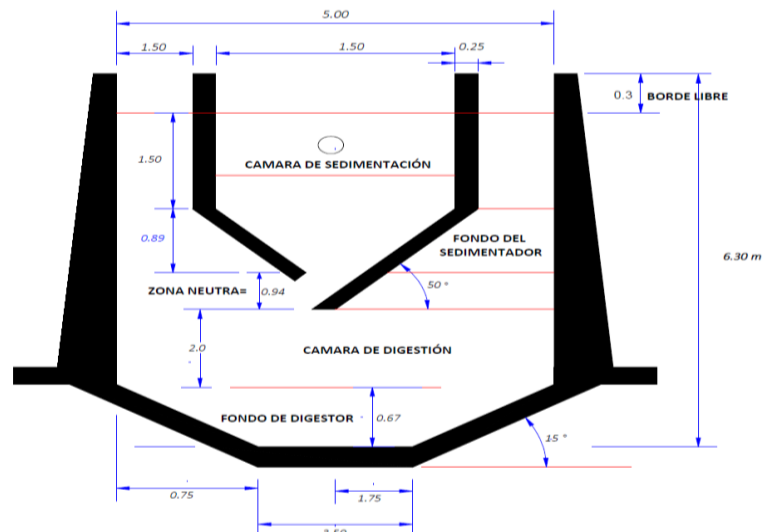 5.00
1.50
1.50
0.25
0.3 BORDE LIBRE
1.50
CAMARA DE SEDIMENTACIÓN
0.89
FONDO DEL
SEDIMENTADOR
6.30 m
ZONA NEUTRA=
0.94
50 °
2.0
CAMARA DE DIGESTIÓN
FONDO DE DIGESTOR
0.67
15 °
0.75
1.75